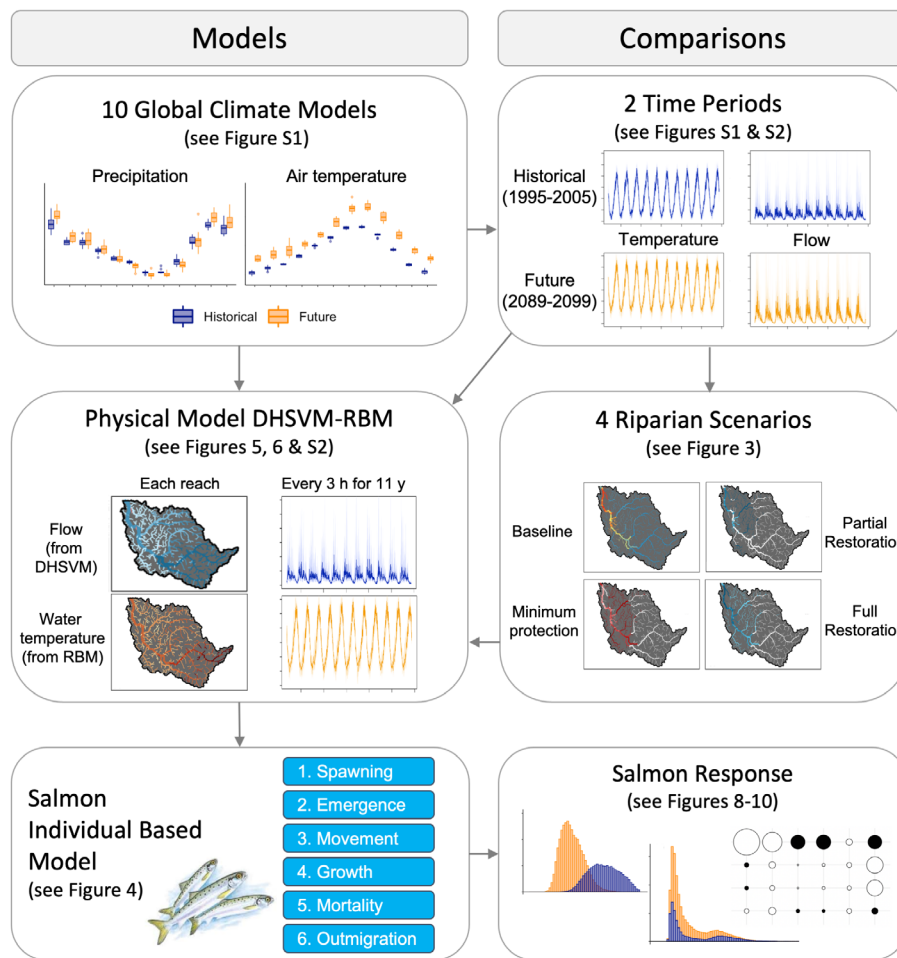 Models
Comparisons
10 Global Climate Models
(see Figure S1)
Precipitation
Air temperature
Historical
Future
2 Time Periods
(see Figures S1 & S2)
Historical
(1995-2005)
Temperature
Flow
Future
(2089-2099)
Physical Model DHSVM-RBM
(see Figures 5, 6 & S2)
Each reach
Every 3 h for 11 y
Flow
(from
DHSVM)
Water
temperature
(from RBM)
4 Riparian Scenarios
(see Figure 3)
Baseline
Partial
Restoratio
Minimum
protection
Full
Restoratio
Salmon
Individual Based
Model
(see Figure 4)
1. Spawning
2. Emergence
3. Movement
4. Growth
5. Mortality
6. Outmigration
Salmon Response
(see Figures 8-10)